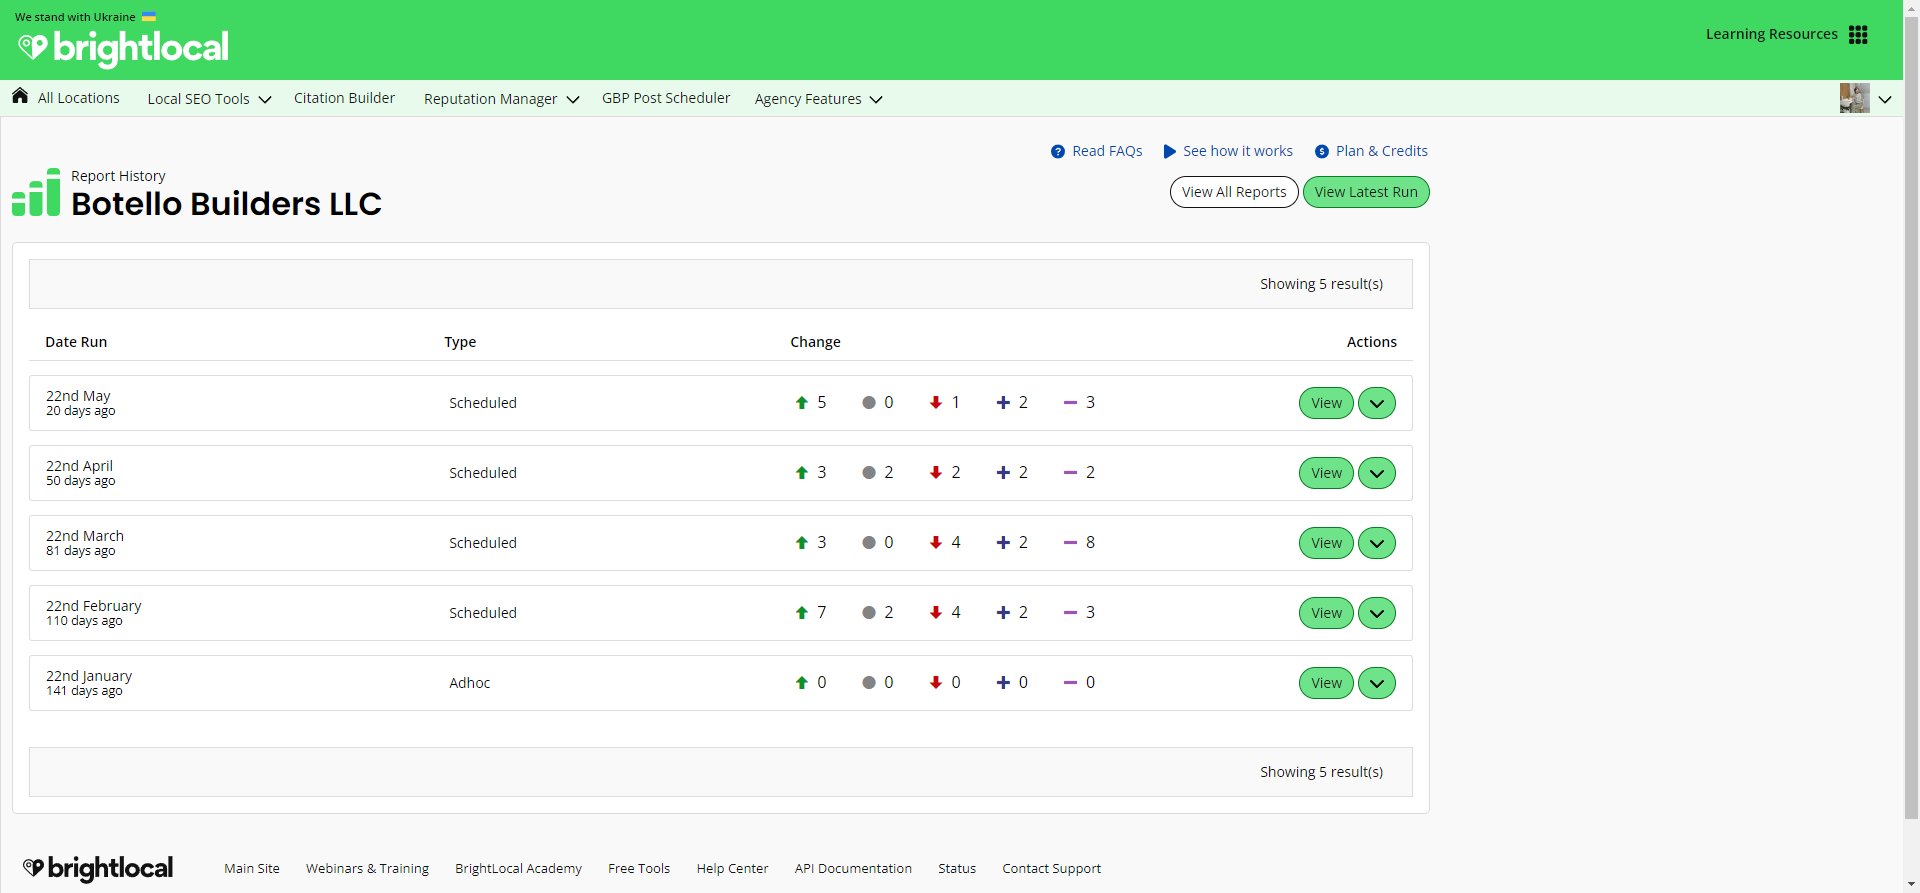 We stand with Ukraine
brightlocal
Learning Resources
All Locations Local SEO Tools Citation Builder Reputation Manager GBP Post Scheduler Agency Features
Read FAQs See how it works Plan & Credits
Report History
Botello Builders LLC
View All Reports View Latest Run
Showing 5 result(s)
Date Run Type Change Actions
22nd May
20 days ago
Scheduled 5 0 1 2 3 View
22nd April
50 days ago
Scheduled 3 2 2 2 2 View
22nd March
81 days ago
Scheduled 3 0 4 2 8 View
22nd February
110 days ago
Scheduled 7 2 4 2 3 View
22nd January
141 days ago
Adhoc 0 0 0 0 0 View
Showing 5 result(s)
brightlocal Main Site Webinars & Training BrightLocal Academy Free Tools Help Center API Documentation Status Contact Support